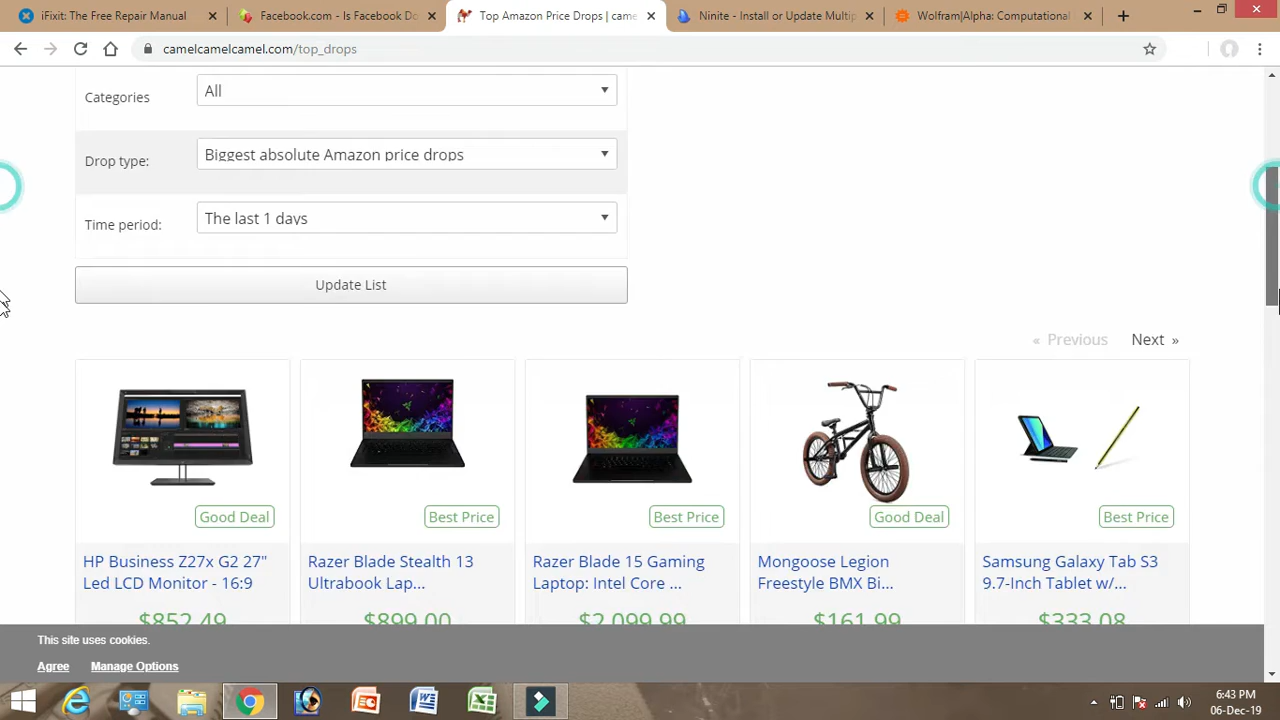 iFixit: The Free Repair Manual
Facebook.com - Is Facebook Do
Top Amazon Price Drops | came
Ninite - Install or Update Multip
Wolfram|Alpha: Computational
camelcamelcamel.com/top_drops
Categories
All
Drop type:
Biggest absolute Amazon price drops
Time period:
The last 1 days
Update List
« Previous Next »
Good Deal
Best Price
Best Price
Good Deal
Best Price
HP Business Z27x G2 27"
Led LCD Monitor - 16:9
$852.49
Razer Blade Stealth 13
Ultrabook Lap...
$899.00
Razer Blade 15 Gaming
Laptop: Intel Core ...
$2,099.99
Mongoose Legion
Freestyle BMX Bi...
$161.99
Samsung Galaxy Tab S3
9.7-Inch Tablet w/...
$333.08
This site uses cookies.
Agree Manage Options
6:43 PM
06-Dec-19